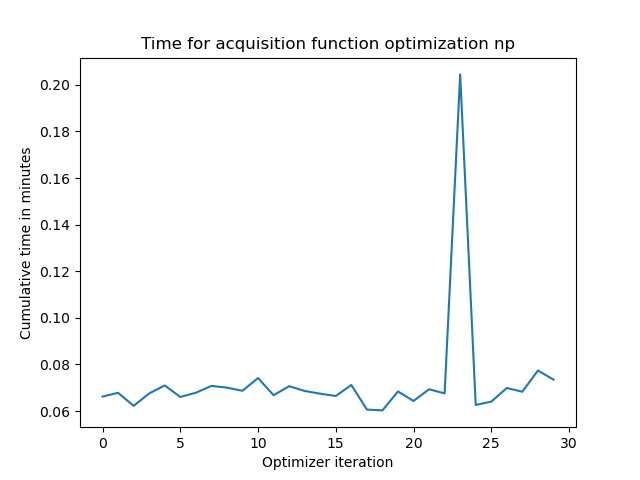 Time for acquisition function optimization np
Cumulative time in minutes
0.20
0.18
0.16
0.14
0.12
0.10
0.08
0.06
0 5 10 15 20 25 30
Optimizer iteration